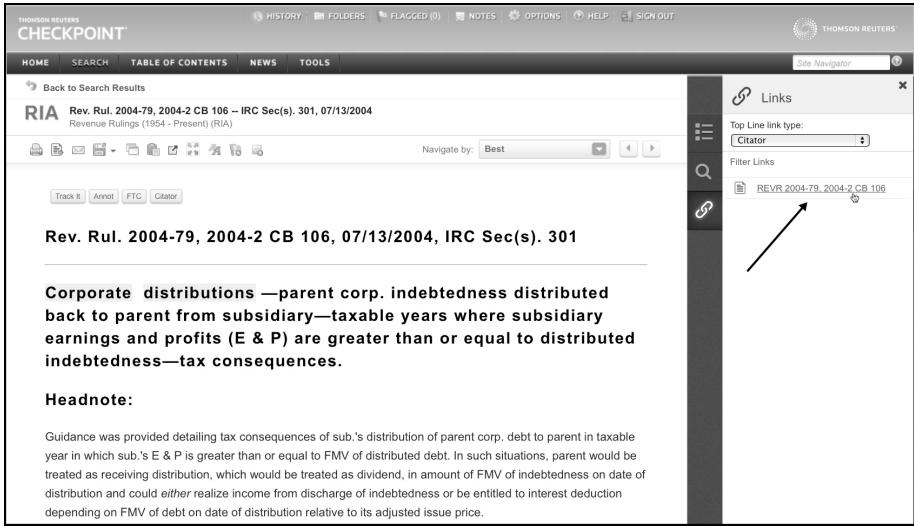 THOMSON REUTERS
CHECKPOINT
HISTORY FOLDERS FLAGGED (0) NOTES OPTIONS HELP SIGN OUT
THOMSON REUTERS
HOME SEARCH TABLE OF CONTENTS NEWS TOOLS
Site Navigator
Back to Search Results
RIA Rev. Rul. 2004-79, 2004-2 CB 106 -- IRC Sec(s). 301, 07/13/2004
Revenue Rulings (1954 - Present) (RIA)
Navigate by: Best
Track It Annot FTC Citator
Rev. Rul. 2004-79, 2004-2 CB 106, 07/13/2004, IRC Sec(s). 301
Corporate distributions —parent corp. indebtedness distributed
back to parent from subsidiary—taxable years where subsidiary
earnings and profits (E & P) are greater than or equal to distributed
indebtedness—tax consequences.
Headnote:
Guidance was provided detailing tax consequences of sub.'s distribution of parent corp. debt to parent in taxable
year in which sub.'s E & P is greater than or equal to FMV of distributed debt. In such situations, parent would be
treated as receiving distribution, which would be treated as dividend, in amount of FMV of indebtedness on date of
distribution and could either realize income from discharge of indebtedness or be entitled to interest deduction
depending on FMV of debt on date of distribution relative to its adjusted issue price.
Links
Top Line link type:
Citator
Filter Links
REVR 2004-79, 2004-2 CB 106